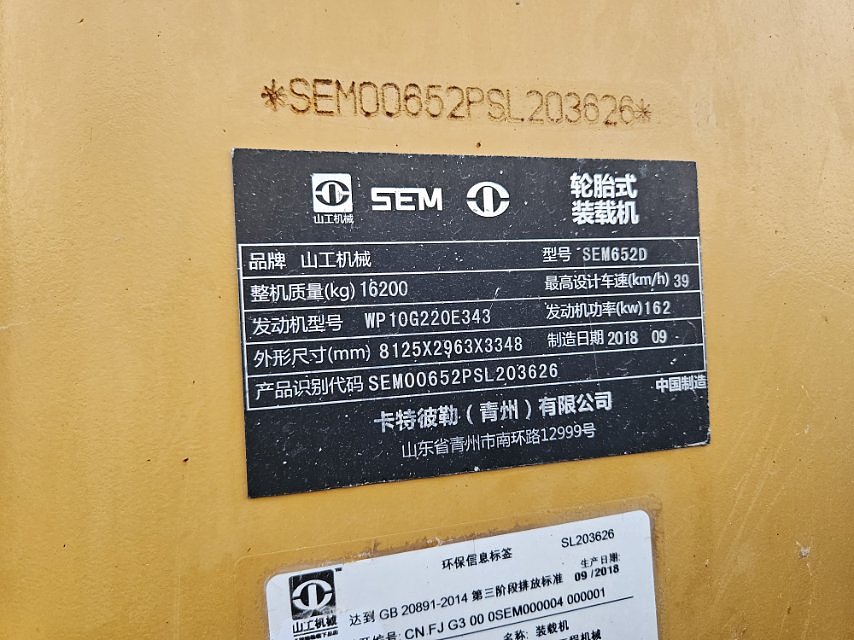 *SEM00652PSL203626*
山工机械 SEM 轮胎式
装载机
品牌 山工机械 型号 SEM652D
整机质量(kg) 16200 最高设计车速(km/h) 39
发动机型号 WP10G220E343 发动机功率(kw) 162
外形尺寸(mm) 8125X2963X3348 制造日期 2018 09
产品识别代码 SEM00652PSL203626 中国制造
卡特彼勒(青州)有限公司
山东省青州市南环路12999号
环保信息标签 SL203626
山工机械 达到 GB 20891-2014 第三阶段排放标准 生产日期: 09/2018
CN FJ G3 00 0SEM000004 000001
名称: 装载机
工程机械